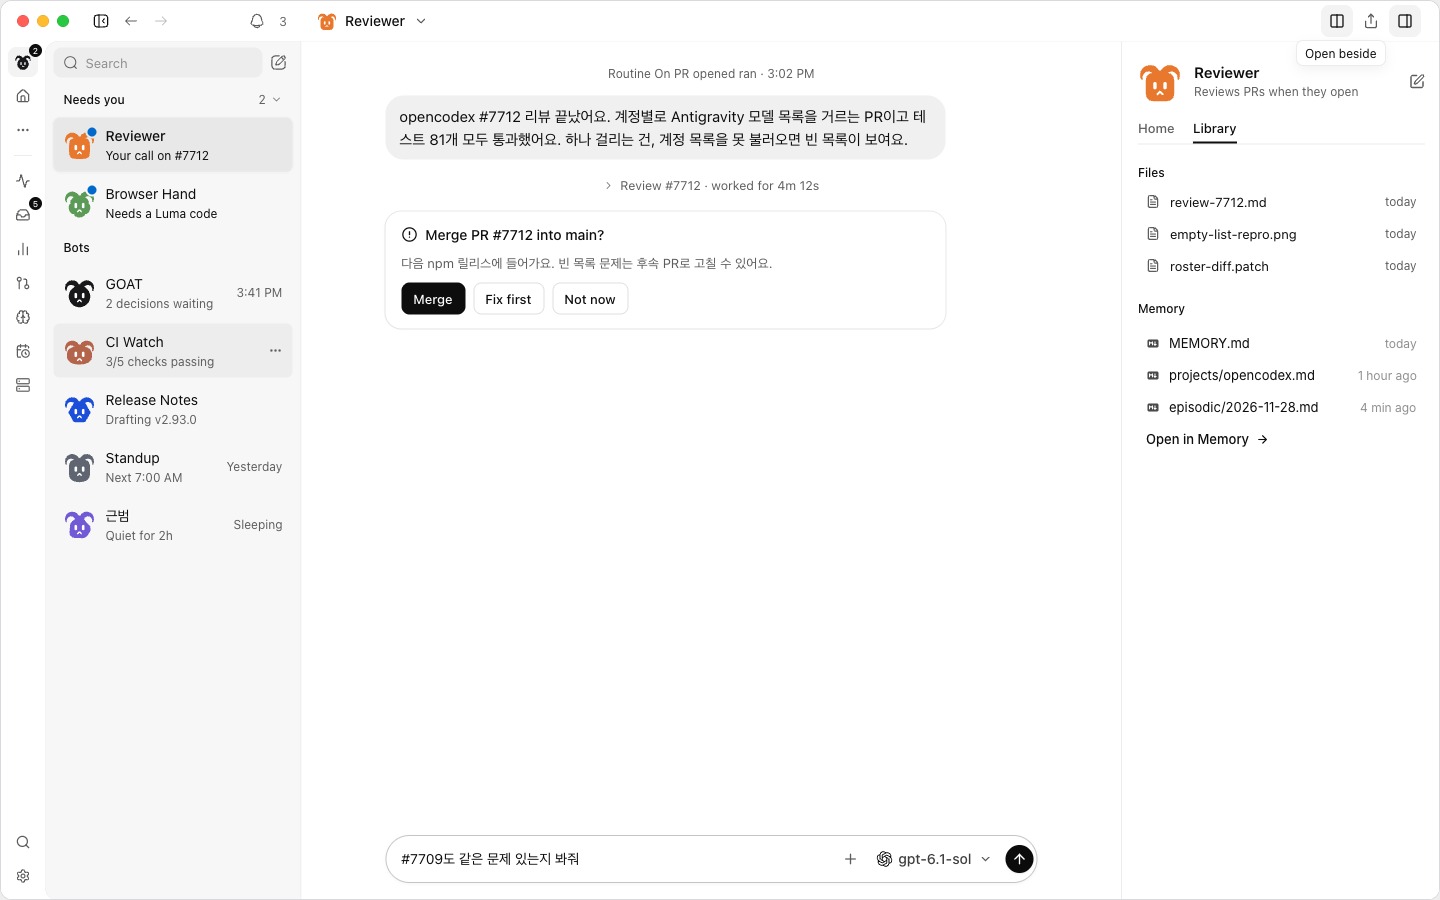 3
Reviewer
Open beside
2
5
Search
Needs you
2
Reviewer
Your call on #7712
Browser Hand
Needs a Luma code
Bots
GOAT
3:41 PM
2 decisions waiting
CI Watch
3/5 checks passing
Release Notes
Drafting v2.93.0
Standup
Yesterday
Next 7:00 AM
근범
Sleeping
Quiet for 2h
Routine On PR opened ran · 3:02 PM
opencodex #7712 리뷰 끝났어요. 계정별로 Antigravity 모델 목록을 거르는 PR이고 테
스트 81개 모두 통과했어요. 하나 걸리는 건, 계정 목록을 못 불러오면 빈 목록이 보여요.
Review #7712 · worked for 4m 12s
Merge PR #7712 into main?
다음 npm 릴리스에 들어가요. 빈 목록 문제는 후속 PR로 고칠 수 있어요.
Merge
Fix first
Not now
#7709도 같은 문제 있는지 봐줘
gpt-6.1-sol
Reviewer
Reviews PRs when they open
Home
Library
Files
review-7712.md
today
empty-list-repro.png
today
roster-diff.patch
today
Memory
MEMORY.md
today
projects/opencodex.md
1 hour ago
episodic/2026-11-28.md
4 min ago
Open in Memory →